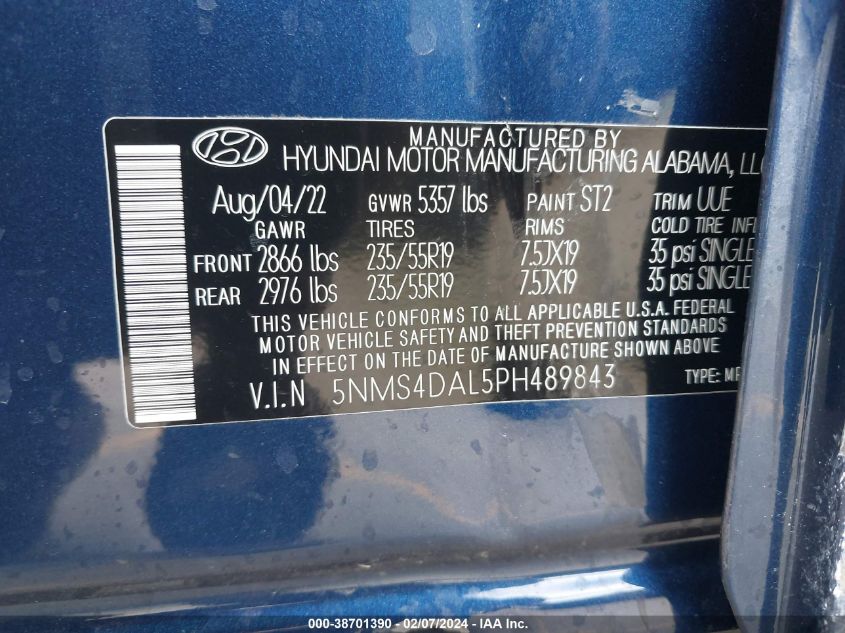 MANUFACTURED BY
HYUNDAI MOTOR MANUFACTURING ALABAMA, LLC
Aug/04/22 GVWR 5357 lbs PAINT ST2 TRIM UUE
GAWR TIRES RIMS COLD TIRE INFL
FRONT 2866 lbs 235/55R19 7.5JX19 35 psi SINGLE
REAR 2976 lbs 235/55R19 7.5JX19 35 psi SINGLE
THIS VEHICLE CONFORMS TO ALL APPLICABLE U.S.A. FEDERAL
MOTOR VEHICLE SAFETY AND THEFT PREVENTION STANDARDS
IN EFFECT ON THE DATE OF MANUFACTURE SHOWN ABOVE
V.I.N 5NMS4DAL5PH489843 TYPE:
000-38701390 - 02/07/2024 - IAA Inc.